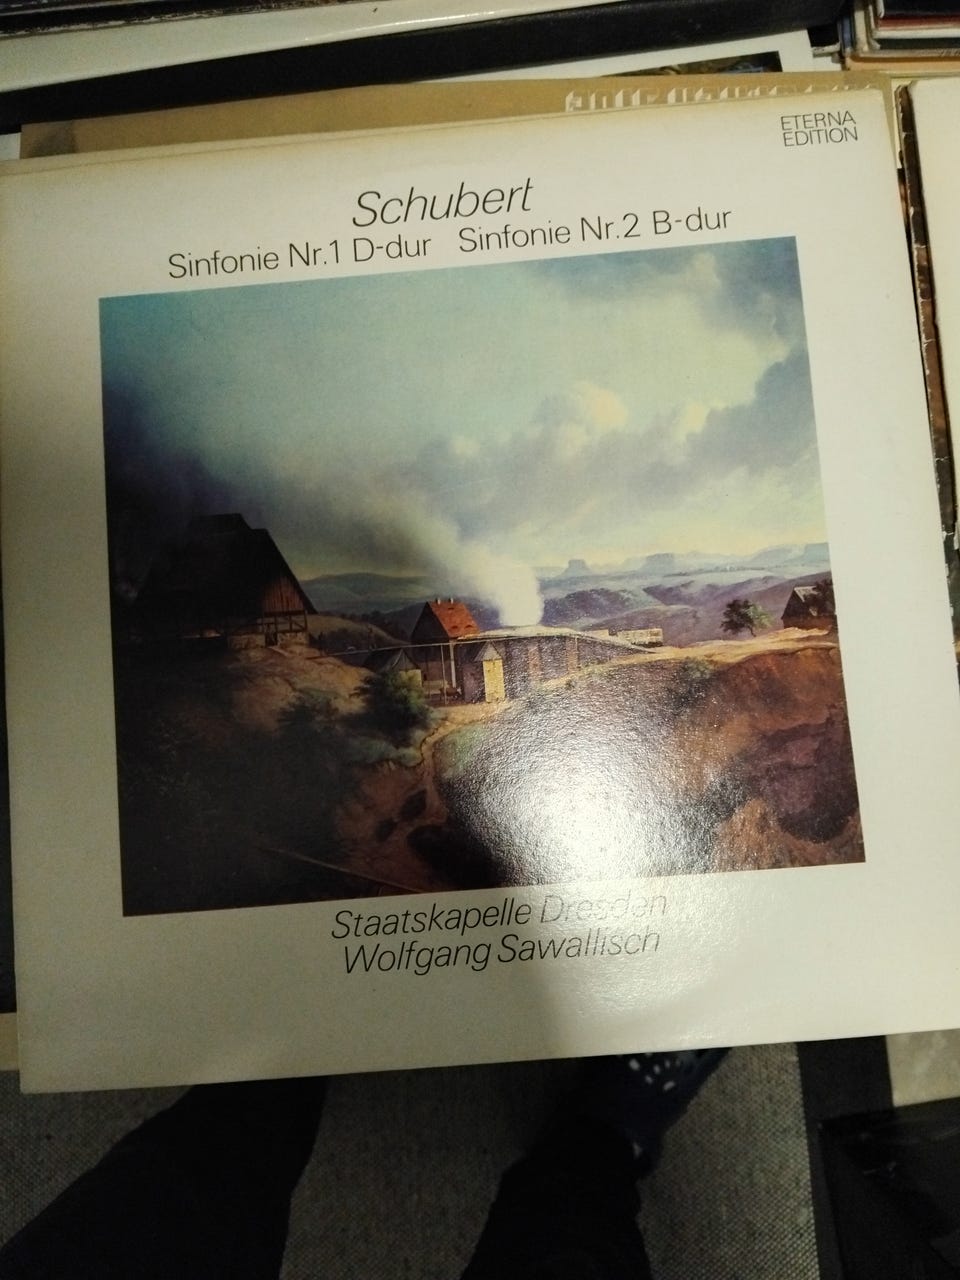 ETERNA
EDITION
Schubert
Sinfonie Nr.1 D-dur Sinfonie Nr.2 B-dur
Staatskapelle Dresden
Wolfgang Sawallisch